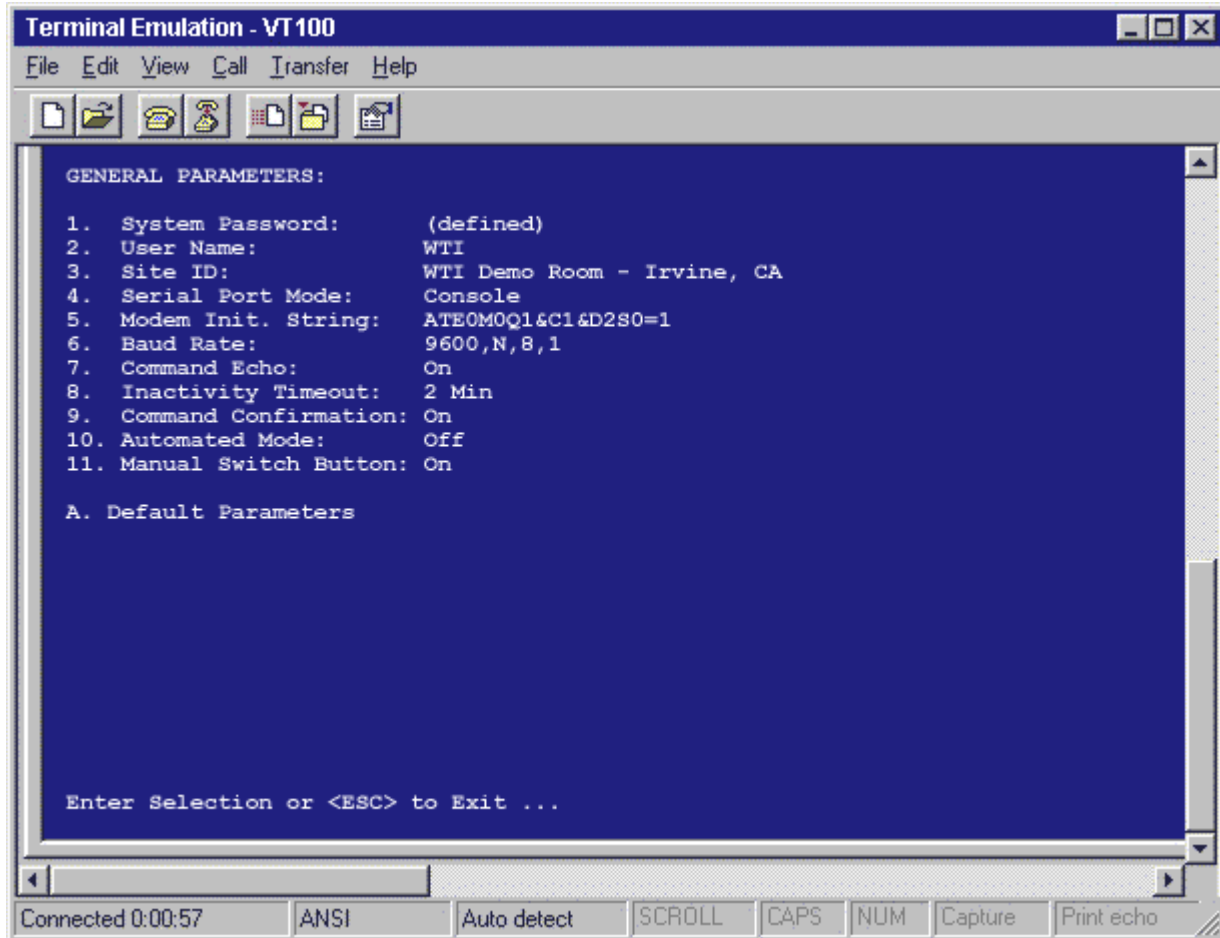 Terminal Emulation - VT100
File Edit View Call Transfer Help
GENERAL PARAMETERS:
1. System Password: (defined)
2. User Name: WTI
3. Site ID: WTI Demo Room - Irvine, CA
4. Serial Port Mode: Console
5. Modem Init. String: ATE0M0Q1&C1&D2S0=1
6. Baud Rate: 9600,N,8,1
7. Command Echo: On
8. Inactivity Timeout: 2 Min
9. Command Confirmation: On
10. Automated Mode: Off
11. Manual Switch Button: On
A. Default Parameters
Enter Selection or <ESC> to Exit ...
Connected 0:00:57 ANSI Auto detect SCROLL CAPS NUM Capture Print echo